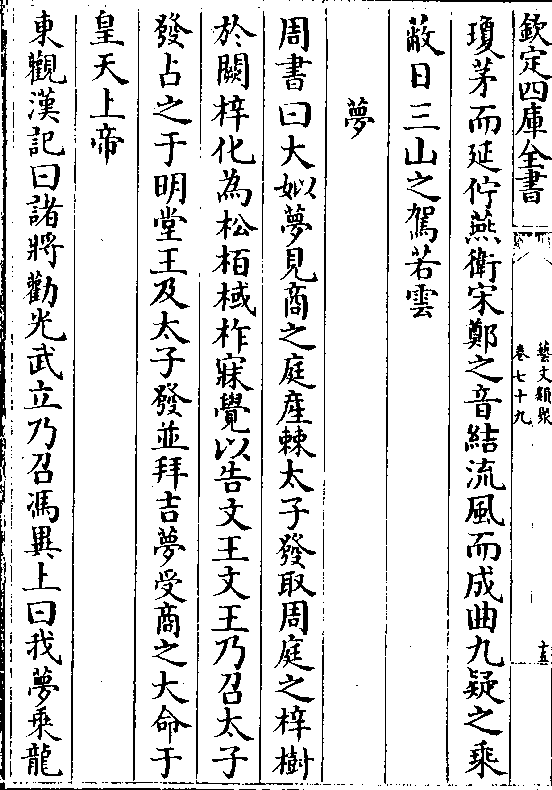 欽定四庫全書
藝文類聚
卷七十九
十五
瓊茅而延佇燕衛宋鄭之音結流風而成曲九疑之乘
蔽日三山之駕若雲
夢
周書曰大姒夢見商之庭產棘太子發取周庭之梓樹
於闕梓化為松栢棫柞寐覺以告文王文王乃召太子
發占之于明堂王及太子發並拜吉夢受商之大命于
皇天上帝
東觀漢記曰諸將勸光武立乃召馮異上曰我夢乘龍